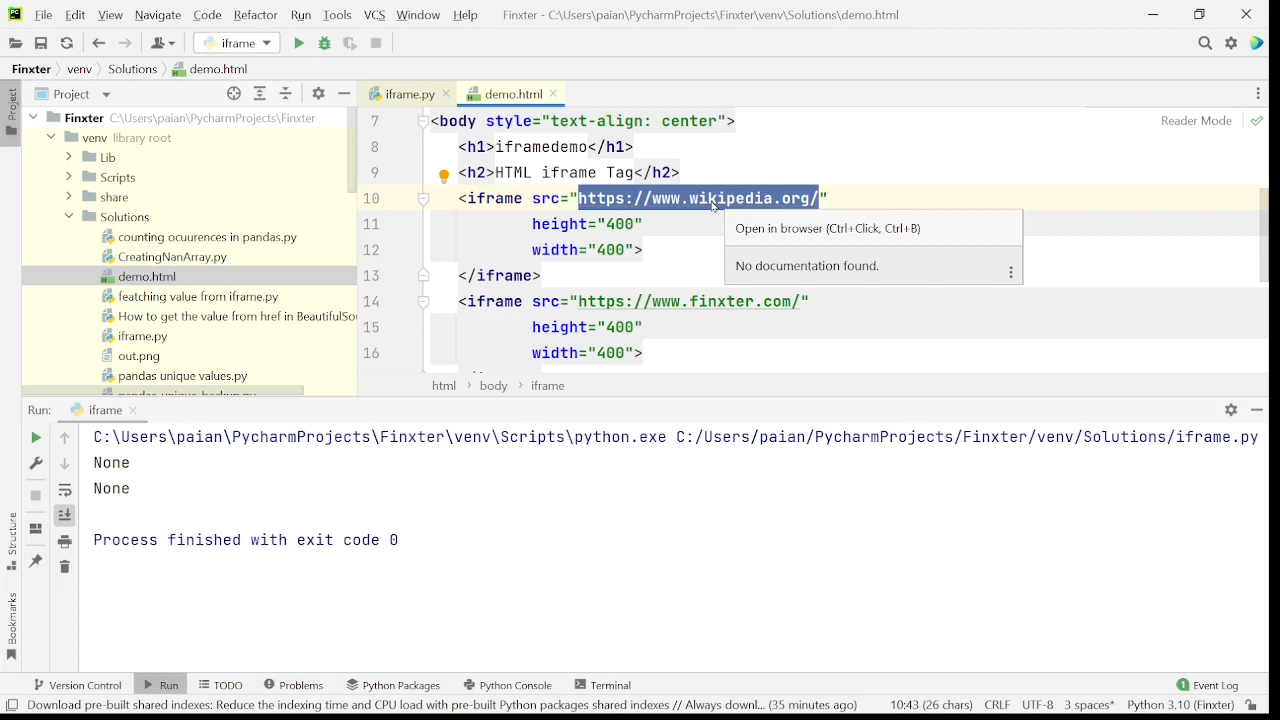 PC File Edit View Navigate Code Refactor Run Tools VCS Window Help Finxter - C:\Users\paian\PycharmProjects\Finxter\venv\Solutions\demo.html
iframe
Finxter venv Solutions demo.html
Project
Project
iframe.py
demo.html
Finxter C:\Users\paian\PycharmProjects\Finxter
venv library root
Lib
Scripts
share
Solutions
counting ocuurences in pandas.py
CreatingNanArray.py
demo.html
featching value from iframe.py
How to get the value from href in BeautifulSou
iframe.py
out.png
pandas unique values.py
Reader Mode
7 <body style="text-align: center">
8 <h1>iframedemo</h1>
9 <h2>HTML iframe Tag</h2>
10 <iframe src="https://www.wikipedia.org/"
11 height="400"
12 width="400">
13 </iframe>
14 <iframe src="https://www.finxter.com/"
15 height="400"
16 width="400">
Open in browser (Ctrl+Click, Ctrl+B)
No documentation found.
html body iframe
Run: iframe
C:\Users\paian\PycharmProjects\Finxter\venv\Scripts\python.exe C:/Users/paian/PycharmProjects/Finxter/venv/Solutions/iframe.py
None
None
Process finished with exit code 0
Structure
Bookmarks
Version Control Run TODO Problems Python Packages Python Console Terminal 1 Event Log
Download pre-built shared indexes: Reduce the indexing time and CPU load with pre-built Python packages shared indexes // Always downl... (35 minutes ago) 10:43 (26 chars) CRLF UTF-8 3 spaces* Python 3.10 (Finxter)